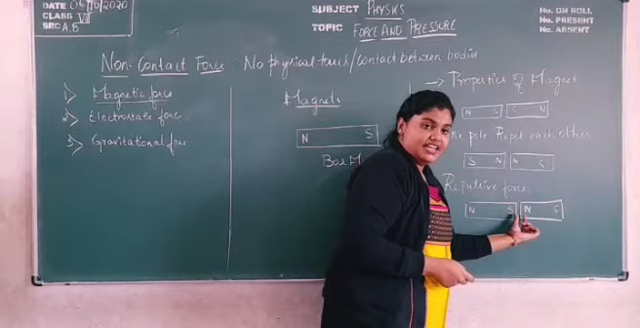 DATE 06/10/2020
CLASS VII
SEC A,B
SUBJECT PHYSICS
TOPIC FORCE AND PRESSURE
No. ON ROLL
No. PRESENT
No. ABSENT
Non-Contact Force : No physical touch/contact between bodies
1) Magnetic force
2) Electrostatic force
3) Gravitational force
Magnets
N S
Bar M
→ Properties of Magnet
N S S N
pole Repel each other
S N N S
Repulsive force
N S N S